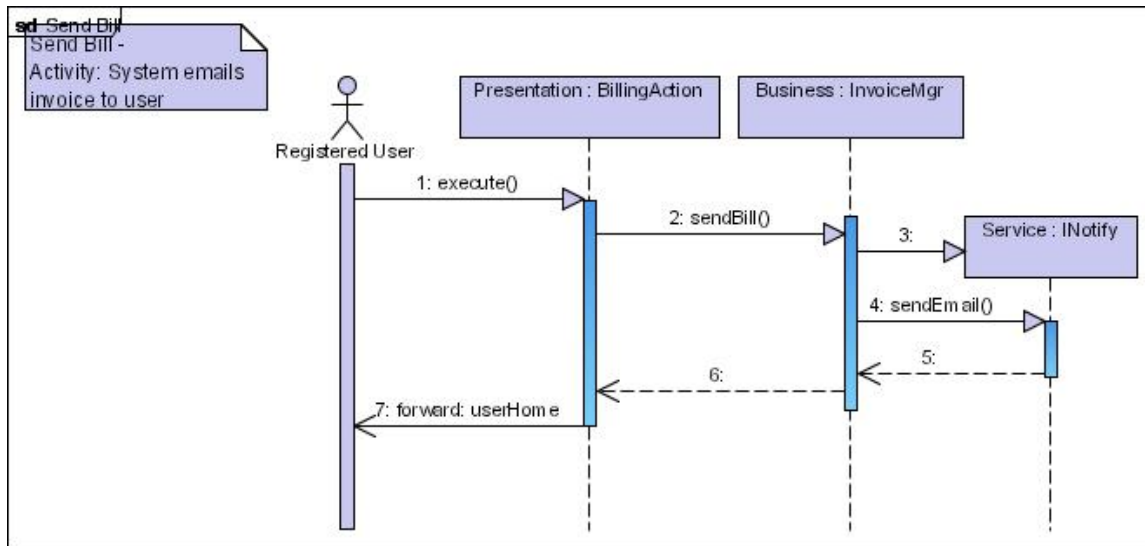 sd Send Bill
Send Bill -
Activity: System emails
invoice to user
Registered User
Presentation : BillingAction
Business : InvoiceMgr
Service : INotify
1: execute()
2: sendBill()
3:
4: sendEmail()
5:
6:
7: forward: userHome